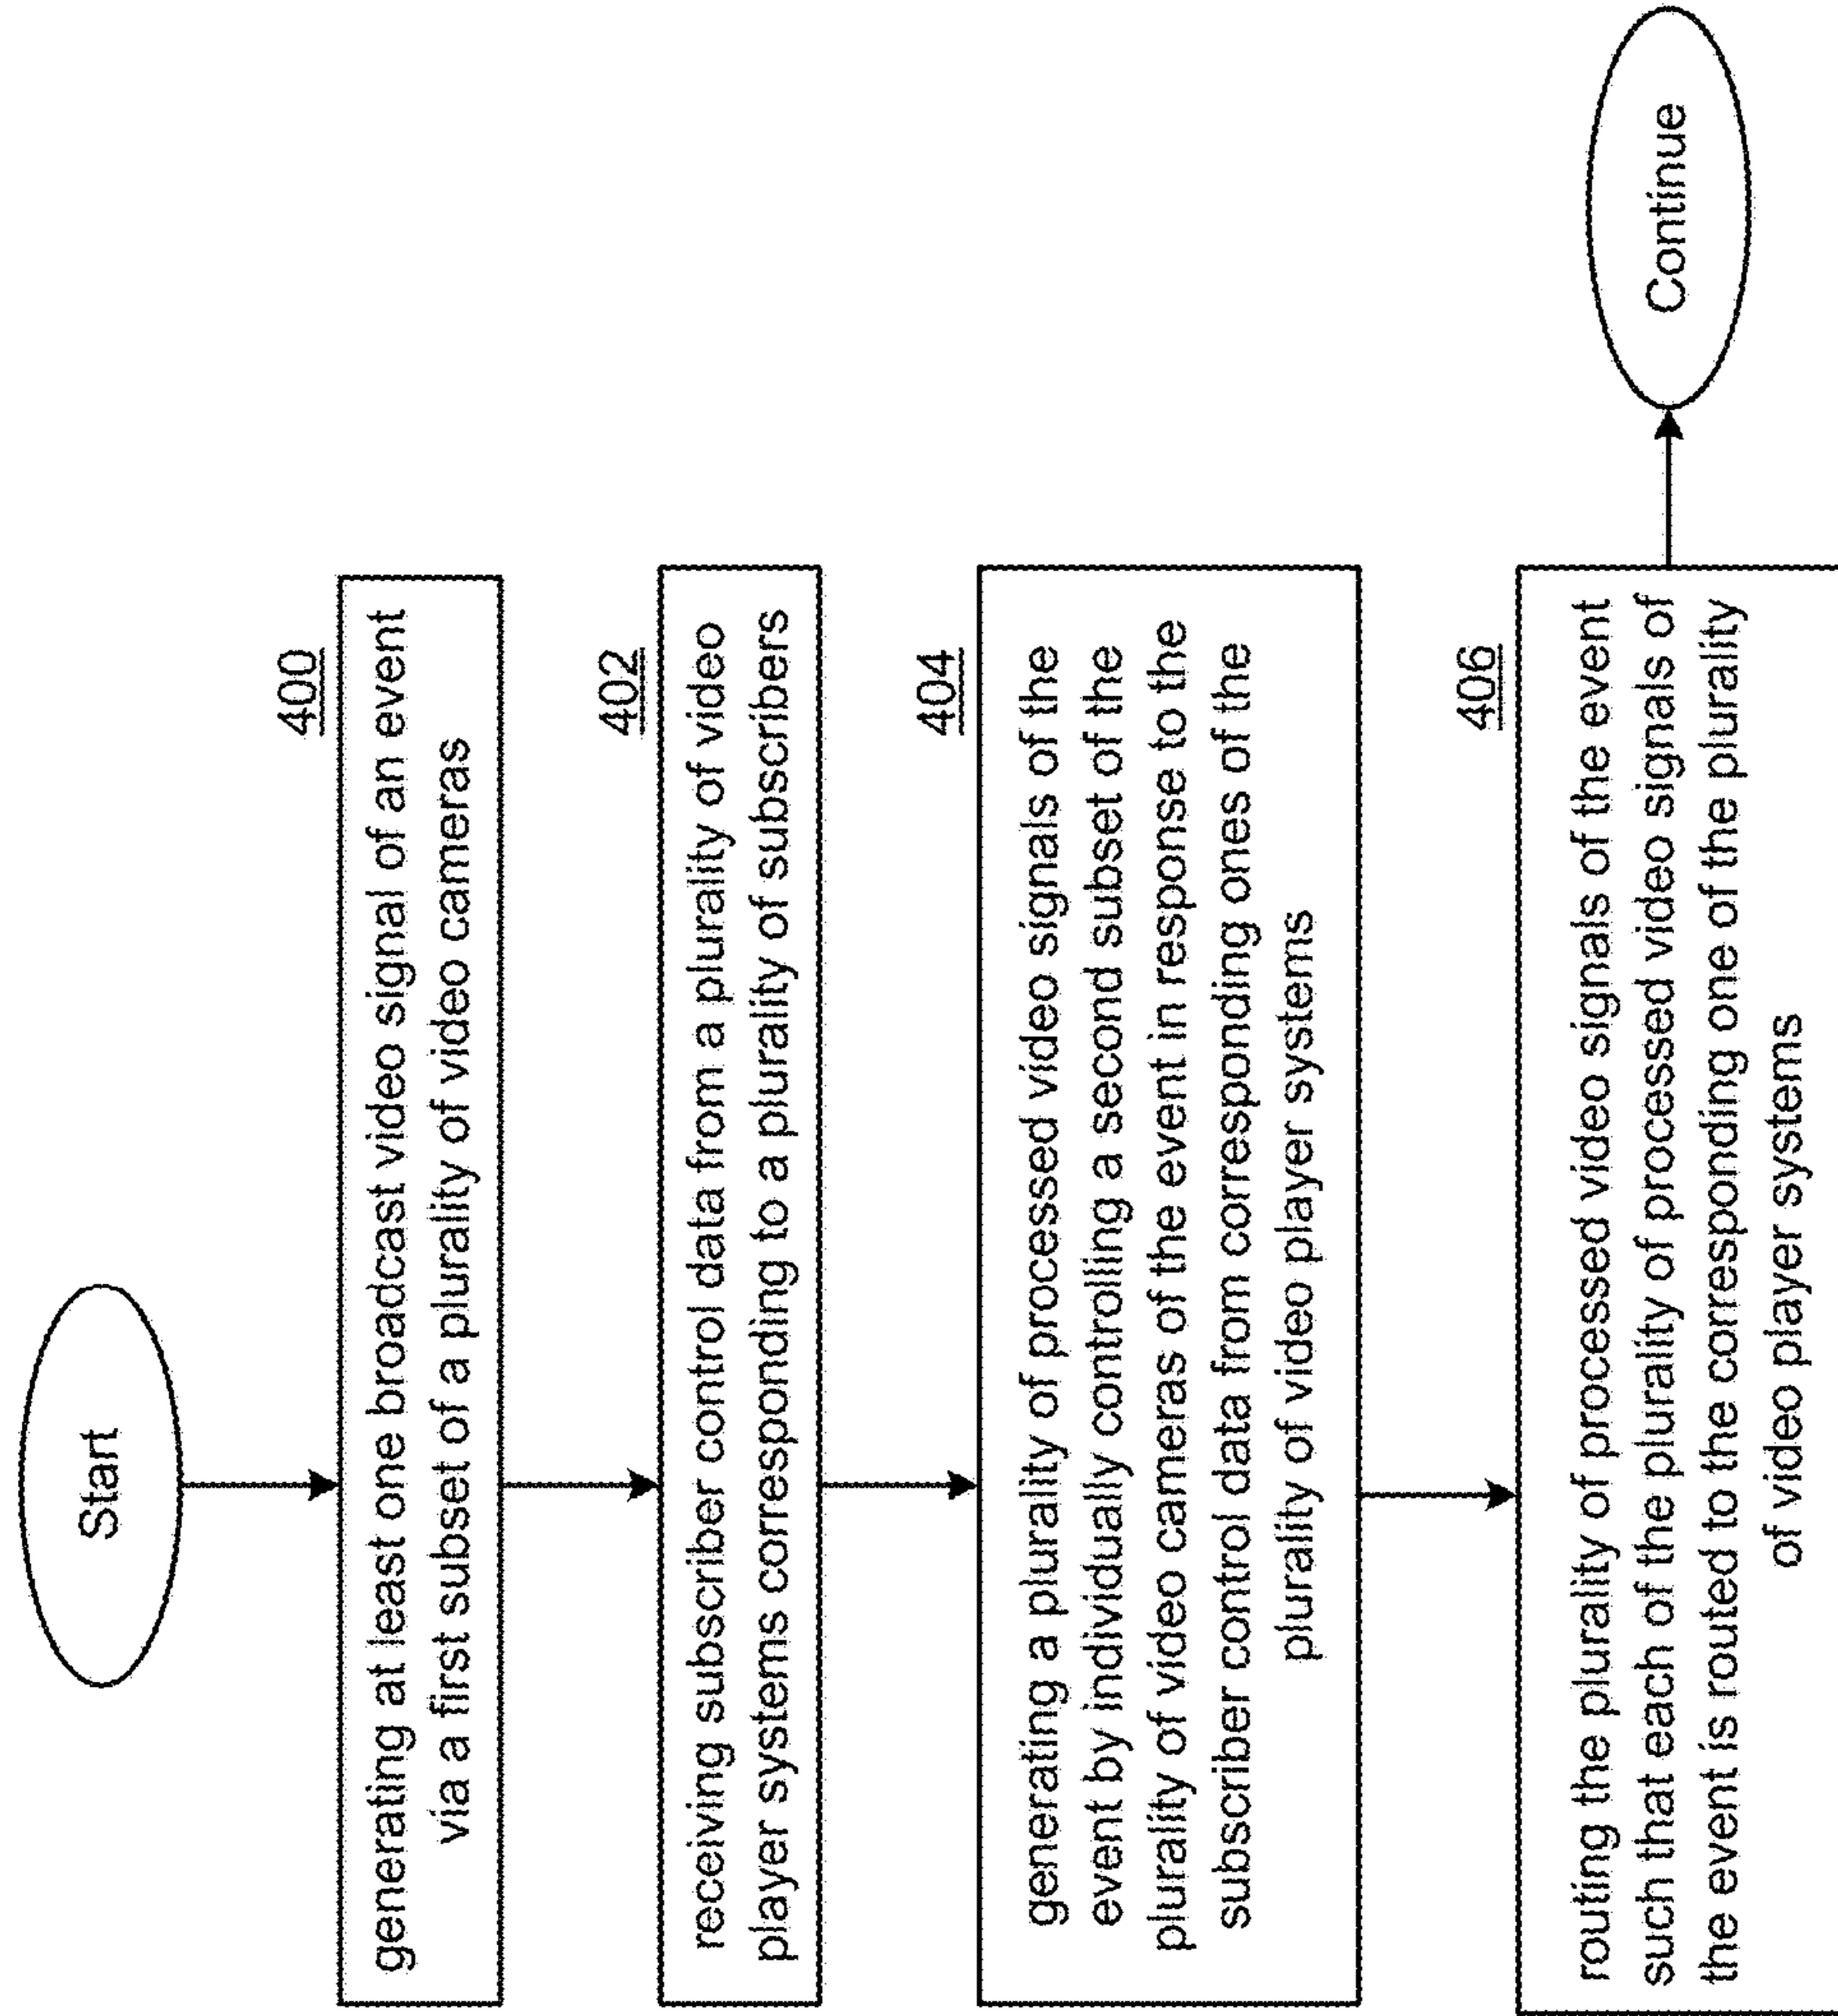 Start
400
generating at least one broadcast video signal of an event
via a first subset of a plurality of video cameras
402
receiving subscriber control data from a plurality of video
player systems corresponding to a plurality of subscribers
404
generating a plurality of processed video signals of the
event by individually controlling a second subset of the
plurality of video cameras of the event in response to the
subscriber control data from corresponding ones of the
plurality of video player systems
406
routing the plurality of processed video signals of the event
such that each of the plurality of processed video signals of
the event is routed to the corresponding one of the plurality
of video player systems
Continue